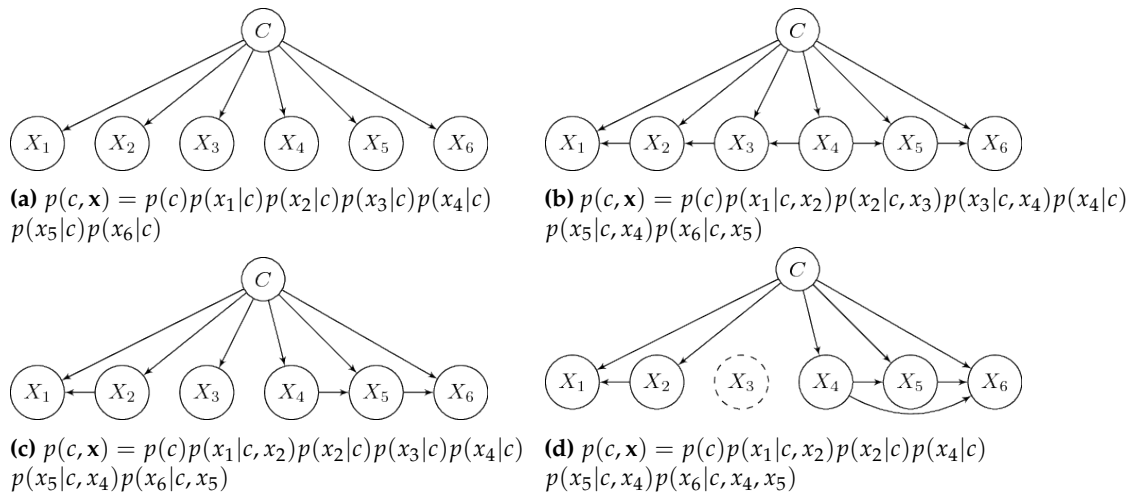 C
X₁ X₂ X₃ X₄ X₅ X₆
(a) p(c, x) = p(c)p(x₁|c)p(x₂|c)p(x₃|c)p(x₄|c)
p(x₅|c)p(x₆|c)
C
X₁ X₂ X₃ X₄ X₅ X₆
(b) p(c, x) = p(c)p(x₁|c, x₂)p(x₂|c, x₃)p(x₃|c, x₄)p(x₄|c)
p(x₅|c, x₄)p(x₆|c, x₅)
C
X₁ X₂ X₃ X₄ X₅ X₆
(c) p(c, x) = p(c)p(x₁|c, x₂)p(x₂|c)p(x₃|c)p(x₄|c)
p(x₅|c, x₄)p(x₆|c, x₅)
C
X₁ X₂ X₃ X₄ X₅ X₆
(d) p(c, x) = p(c)p(x₁|c, x₂)p(x₂|c)p(x₄|c)
p(x₅|c, x₄)p(x₆|c, x₄, x₅)